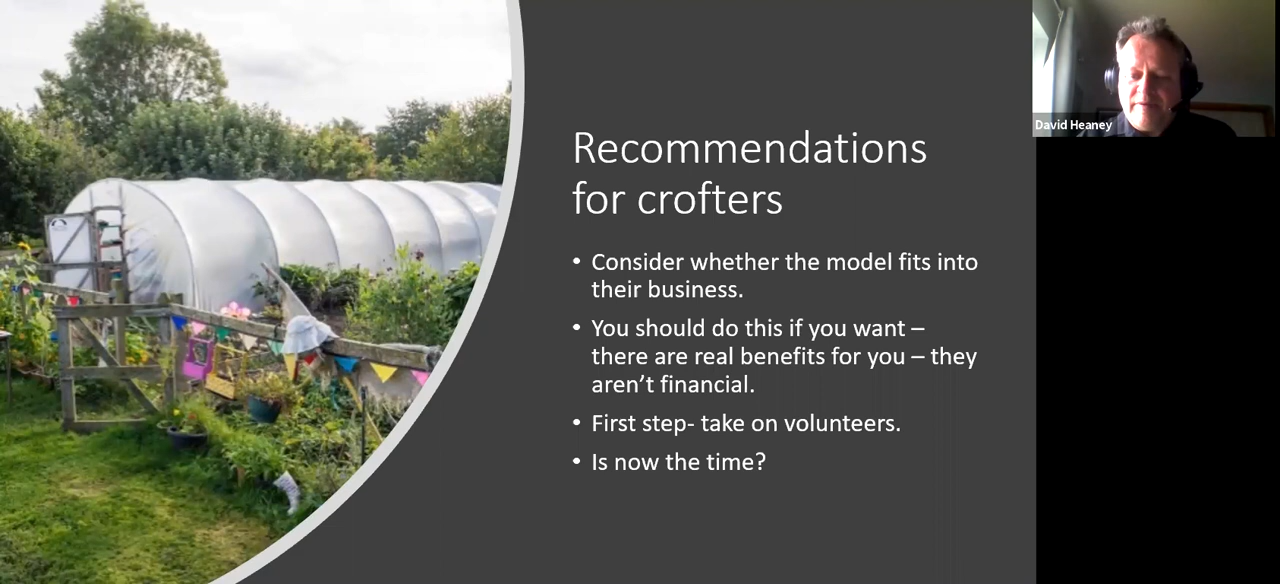 Recommendations
for crofters
• Consider whether the model fits into
their business.
• You should do this if you want –
there are real benefits for you – they
aren’t financial.
• First step- take on volunteers.
• Is now the time?
David Heaney